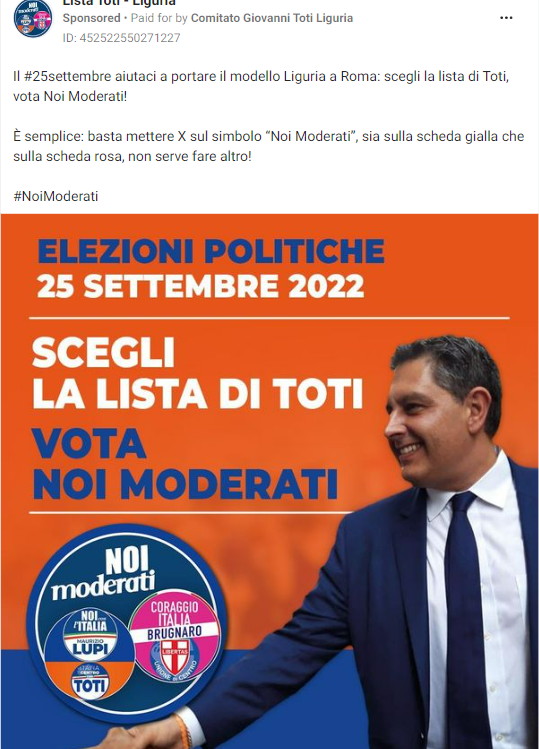 Lista Toti - Liguria
Sponsored • Paid for by Comitato Giovanni Toti Liguria
ID: 452522550271227
Il #25settembre aiutaci a portare il modello Liguria a Roma: scegli la lista di Toti,
vota Noi Moderati!
È semplice: basta mettere X sul simbolo “Noi Moderati”, sia sulla scheda gialla che
sulla scheda rosa, non serve fare altro!
#NoiModerati
ELEZIONI POLITICHE
25 SETTEMBRE 2022
SCEGLI
LA LISTA DI TOTI
VOTA
NOI MODERATI
NOI
moderati
NOI
L'ITALIA
MAURIZIO
LUPI
ITALIA
CENTRO
TOTI
CORAGGIO
ITALIA
BRUGNARO
LIBERTAS
UNIONE DI CENTRO